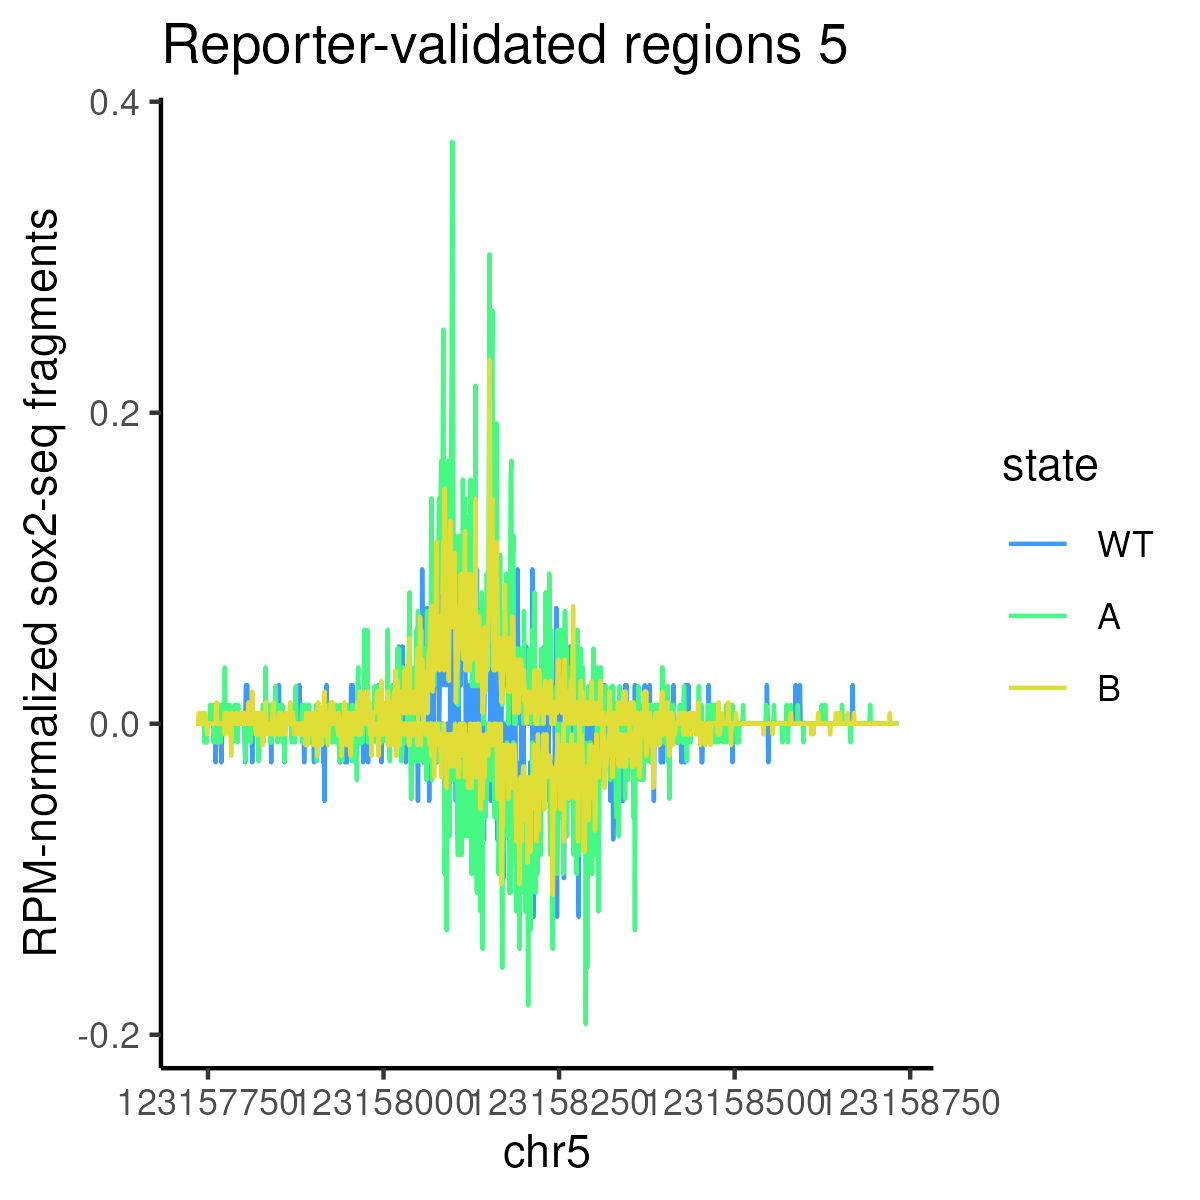 Reporter-validated regions 5
RPM-normalized sox2-seq fragments
0.4
0.2
0.0
-0.2
123157750
123158000
123158250
123158500
123158750
chr5
state
WT
A
B